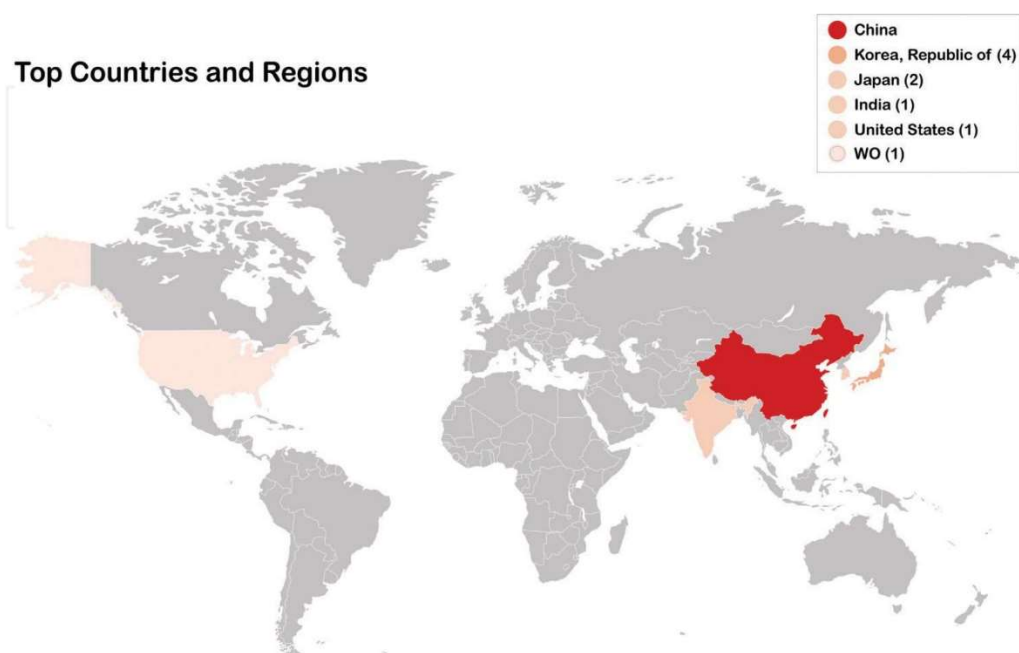 Top Countries and Regions
China
Korea, Republic of (4)
Japan (2)
India (1)
United States (1)
WO (1)